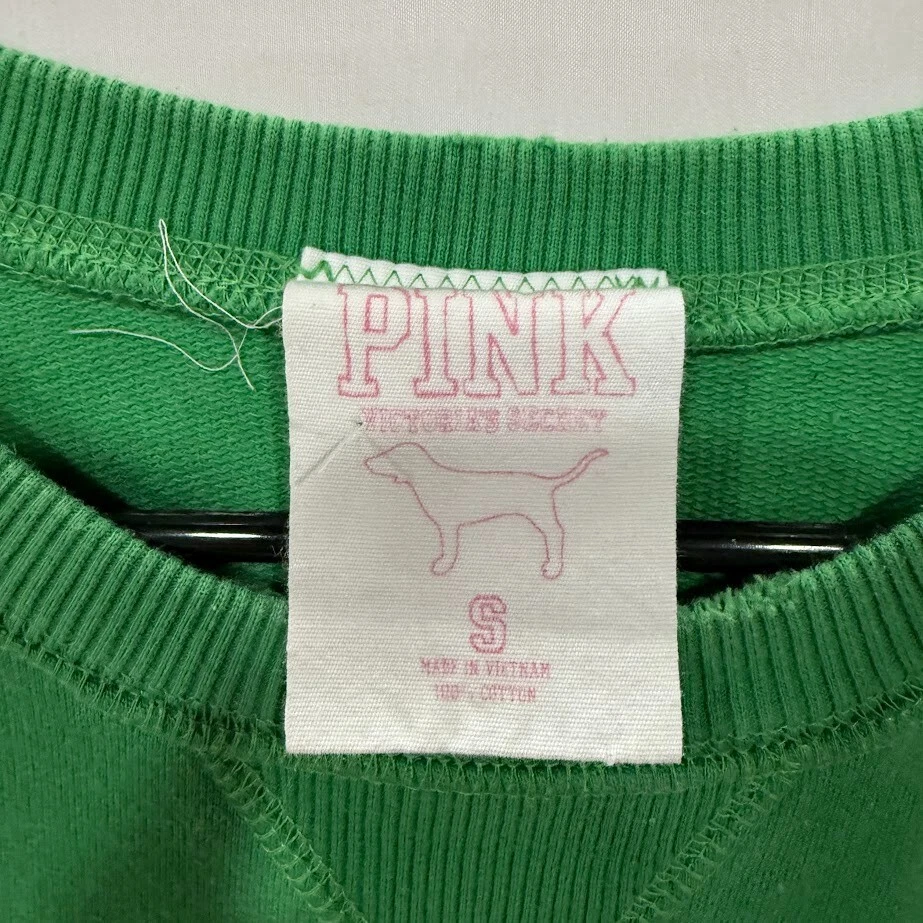 PINK
VICTORIA'S SECRET
S
MADE IN VIETNAM
100% COTTON